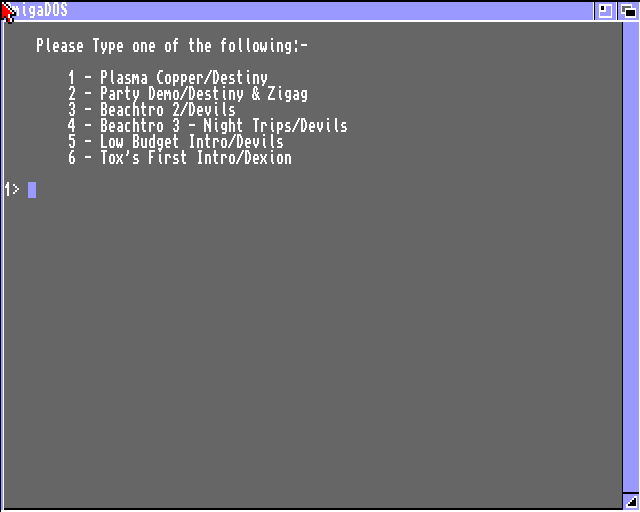 migaDOS
Please Type one of the following:-
1 - Plasma Copper/Destiny
2 - Party Demo/Destiny & Zigag
3 - Beachtro 2/Devils
4 - Beachtro 3 - Night Trips/Devils
5 - Low Budget Intro/Devils
6 - Tox's First Intro/Dexion
1>